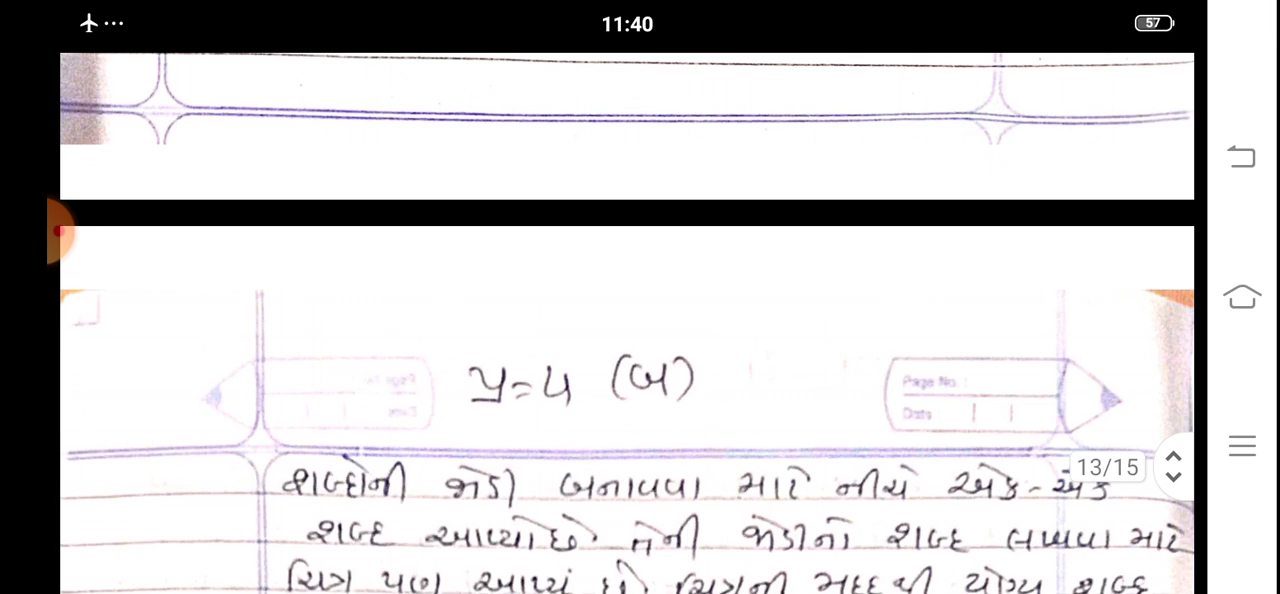 11:40
57
પ્ર=૫ (બ)
Page No.
Date
13/15
શબ્દોની જોડી બનાવવા માટે નીચે એક-એક
શબ્દ આપ્યો છે તેની જોડીનો શબ્દ લખવા માટે
ચિત્ર પણ આપ્યાં છે ચિત્રની મદદથી યોગ્ય શબ્દ